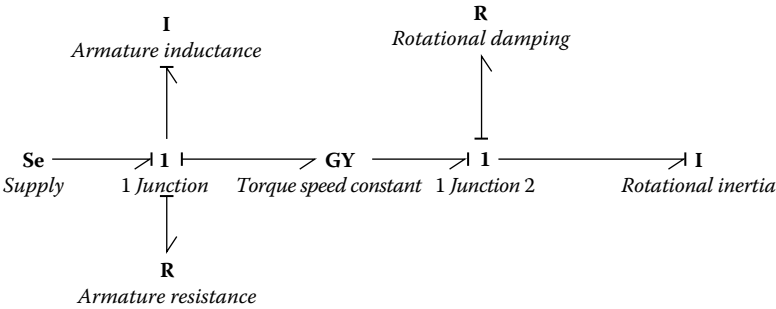 I
Armature inductance
R
Rotational damping
Se
Supply
1
1 Junction
GY
Torque speed constant
1
1 Junction 2
I
Rotational inertia
R
Armature resistance